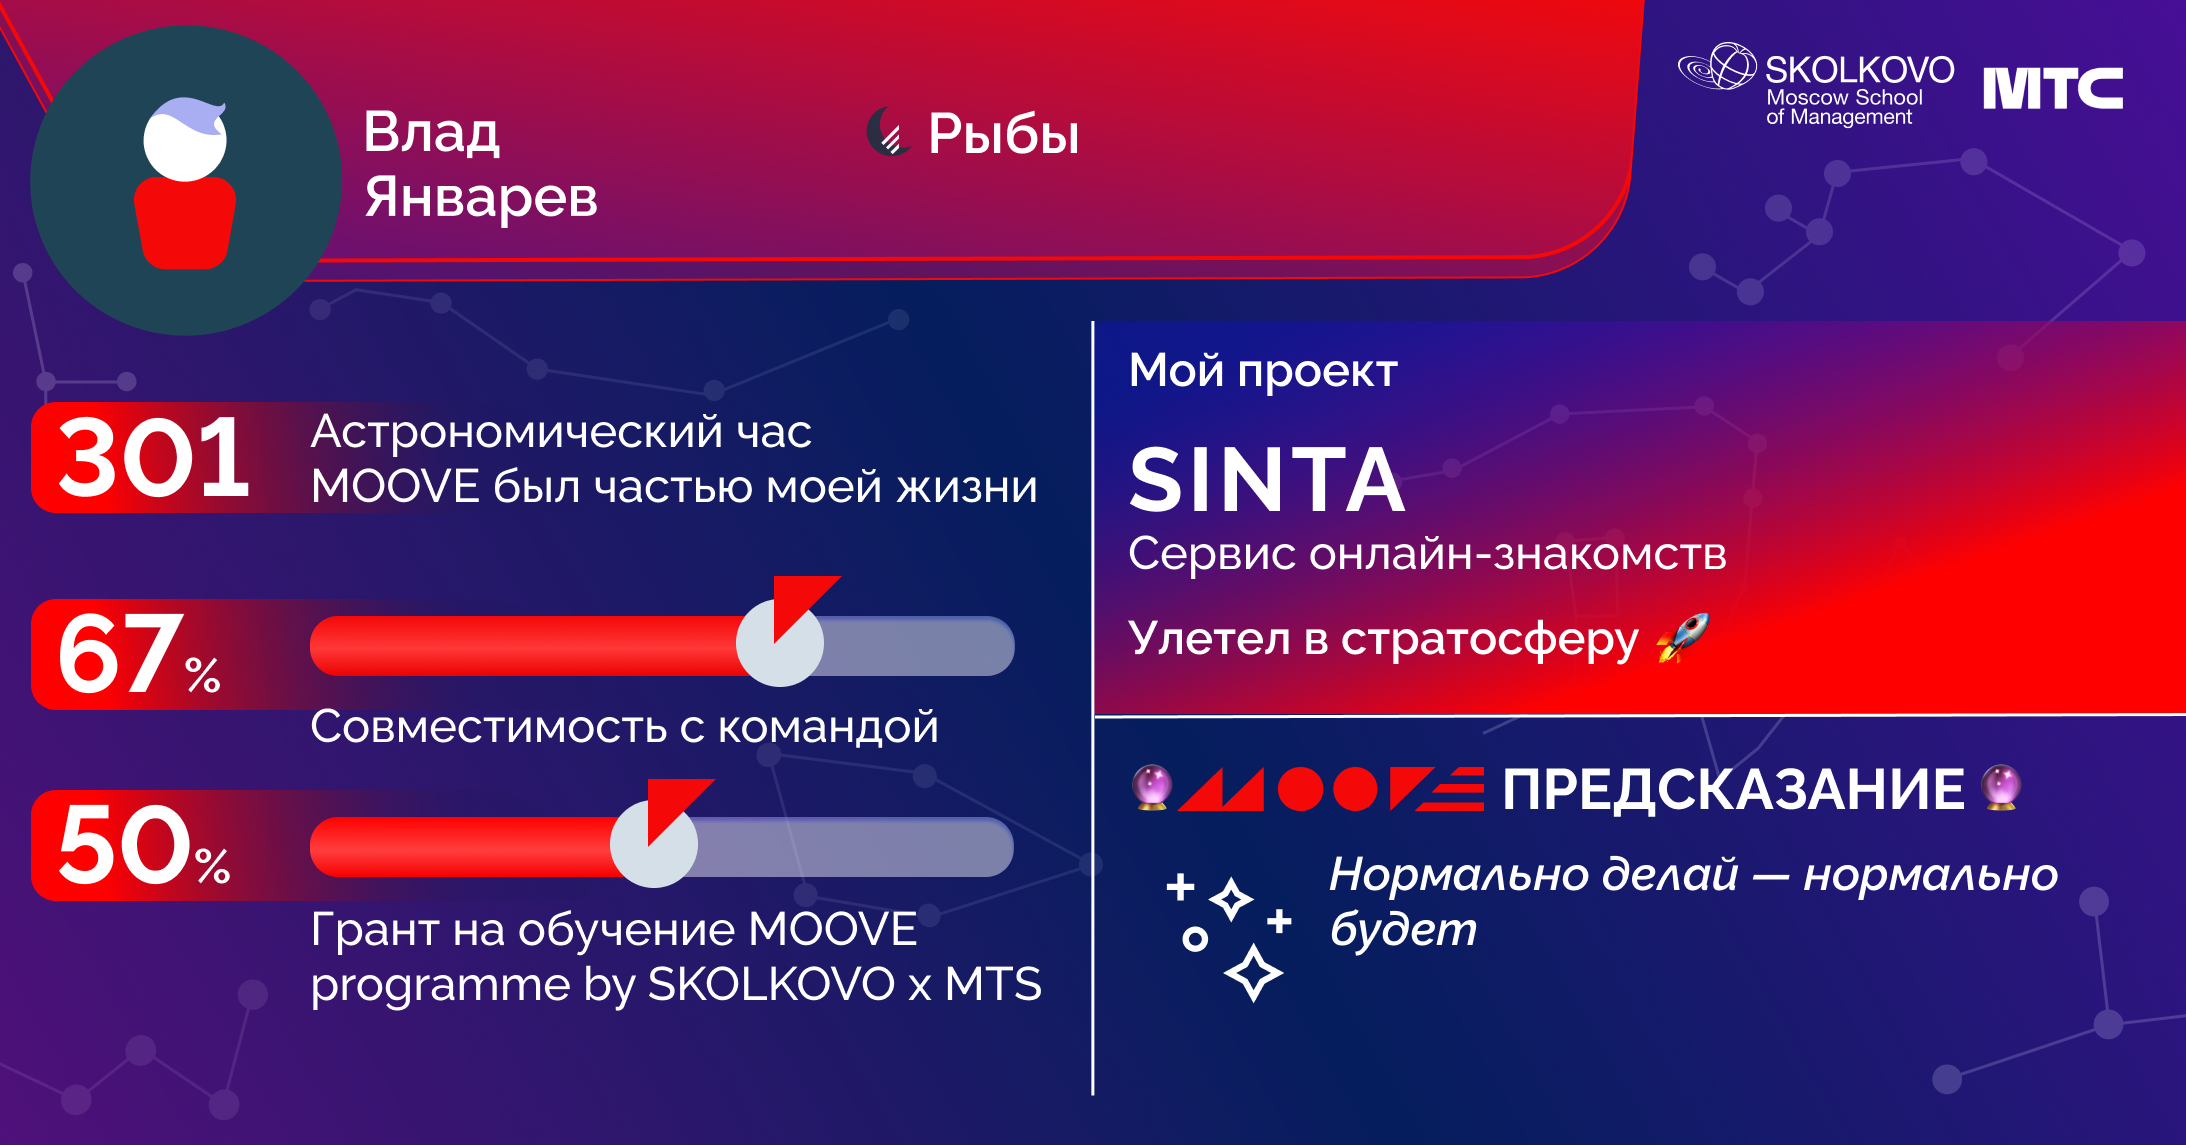 Влад
Январев
Рыбы
SKOLKOVO
Moscow School
of Management
МТС
301
Астрономический час
MOOVE был частью моей жизни
67%
Совместимость с командой
50%
Грант на обучение MOOVE
programme by SKOLKOVO x MTS
Мой проект
SINTA
Сервис онлайн-знакомств
Улетел в стратосферу 🚀
🔮 MOOVE ПРЕДСКАЗАНИЕ 🔮
Нормально делай — нормально
будет